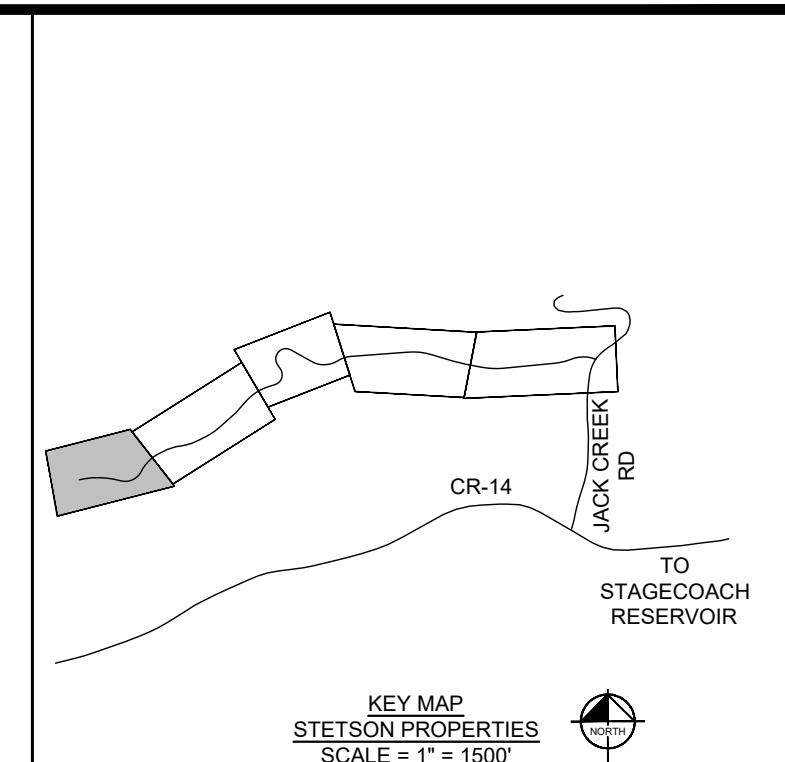 CR-14
JACK CREEK
RD
TO
STAGECOACH
RESERVOIR
KEY MAP
STETSON PROPERTIES
SCALE = 1" = 1500'
NORTH